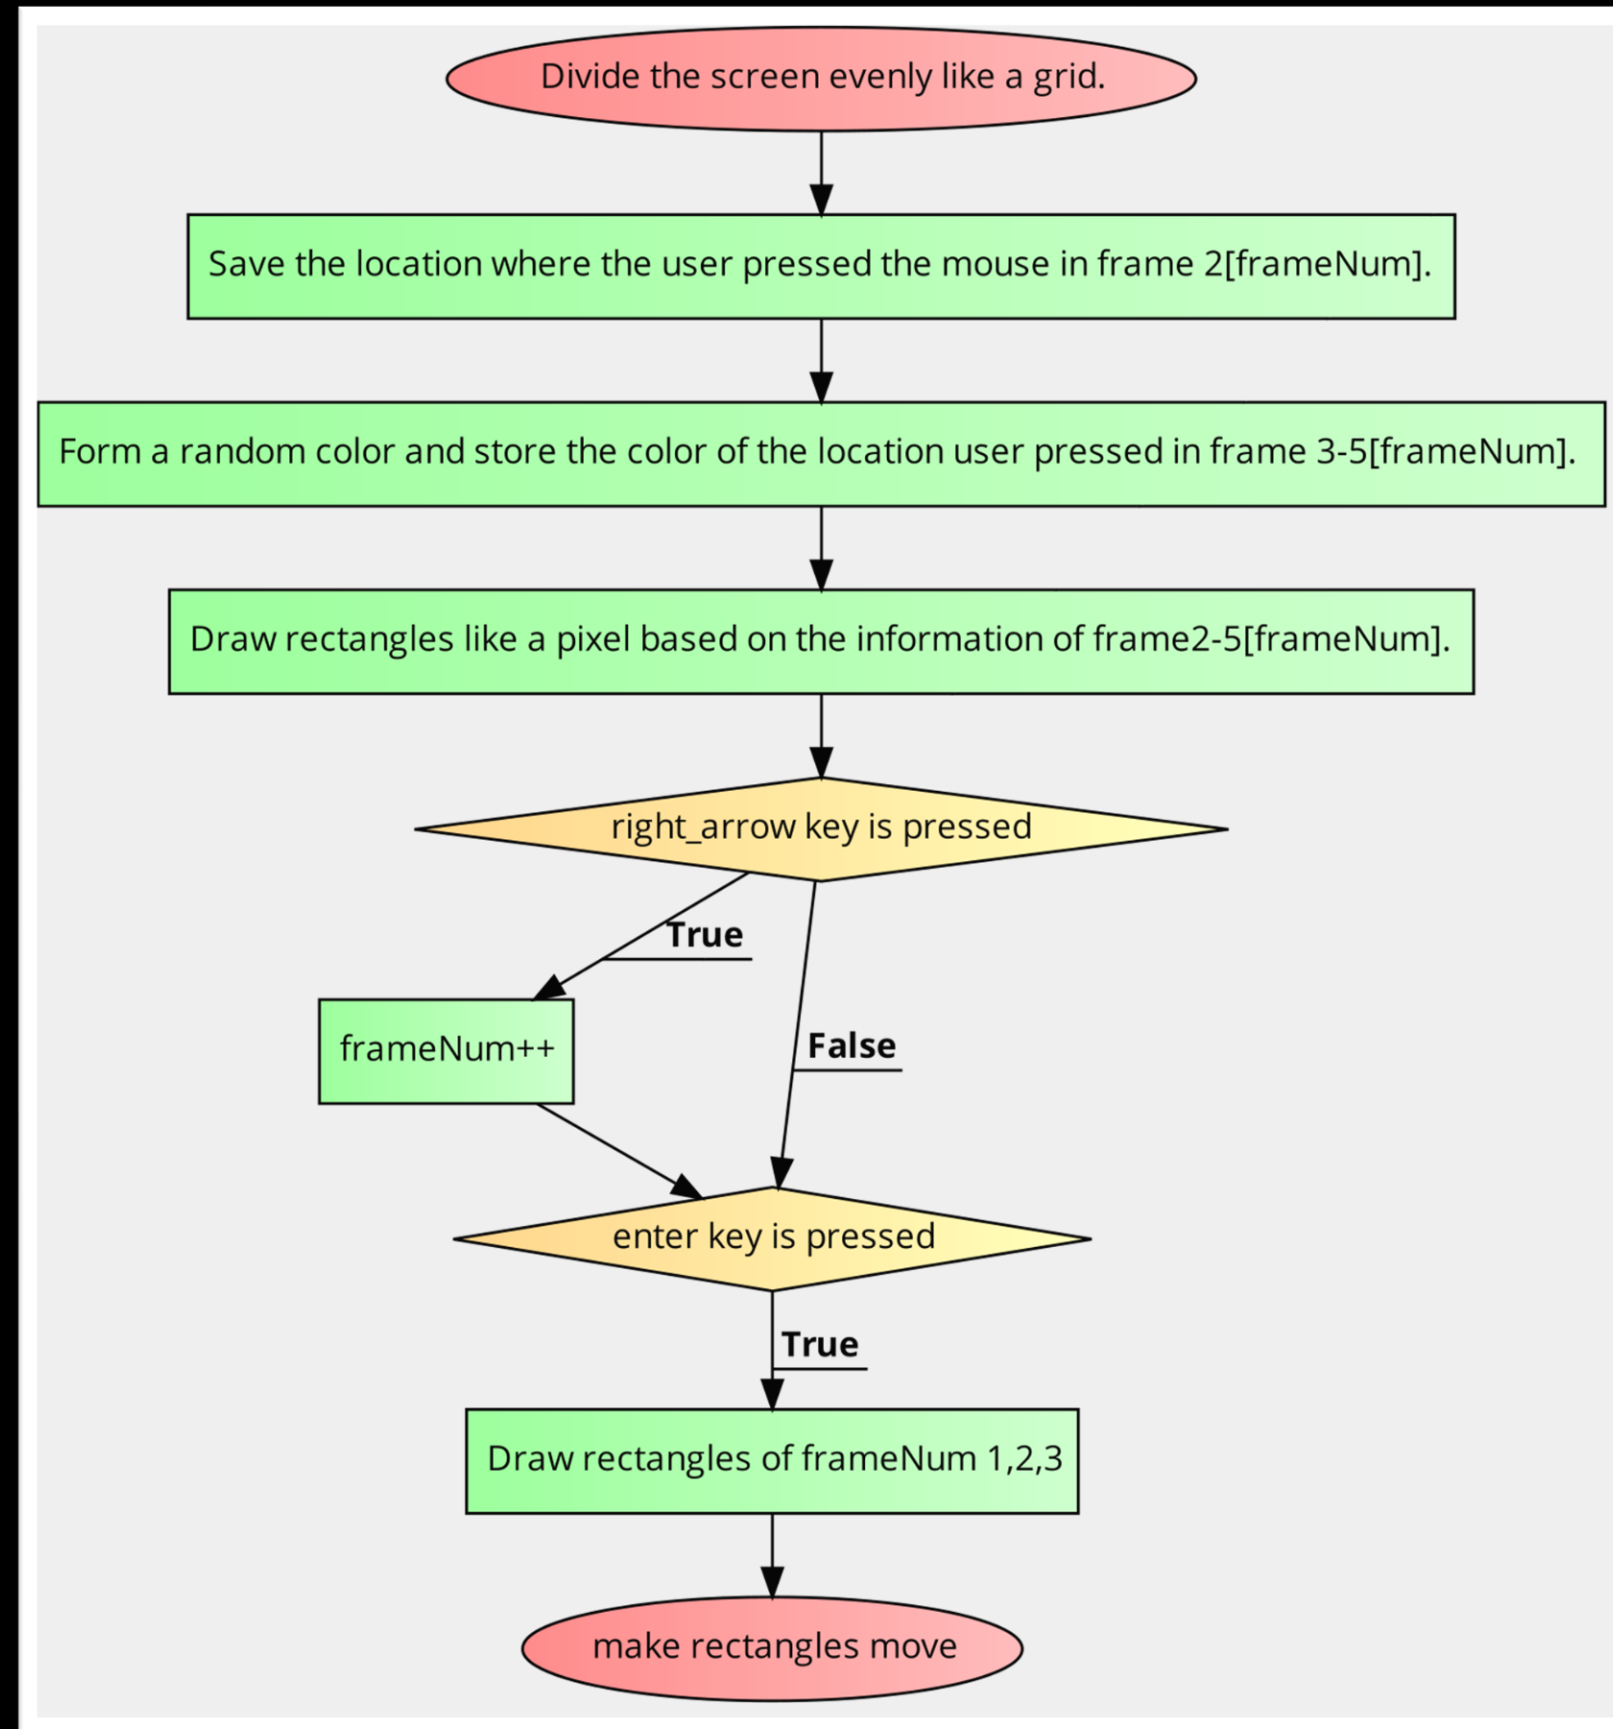 Divide the screen evenly like a grid.
Save the location where the user pressed the mouse in frame 2[frameNum].
Form a random color and store the color of the location user pressed in frame 3-5[frameNum].
Draw rectangles like a pixel based on the information of frame2-5[frameNum].
right_arrow key is pressed
True
frameNum++
False
enter key is pressed
True
Draw rectangles of frameNum 1,2,3
make rectangles move